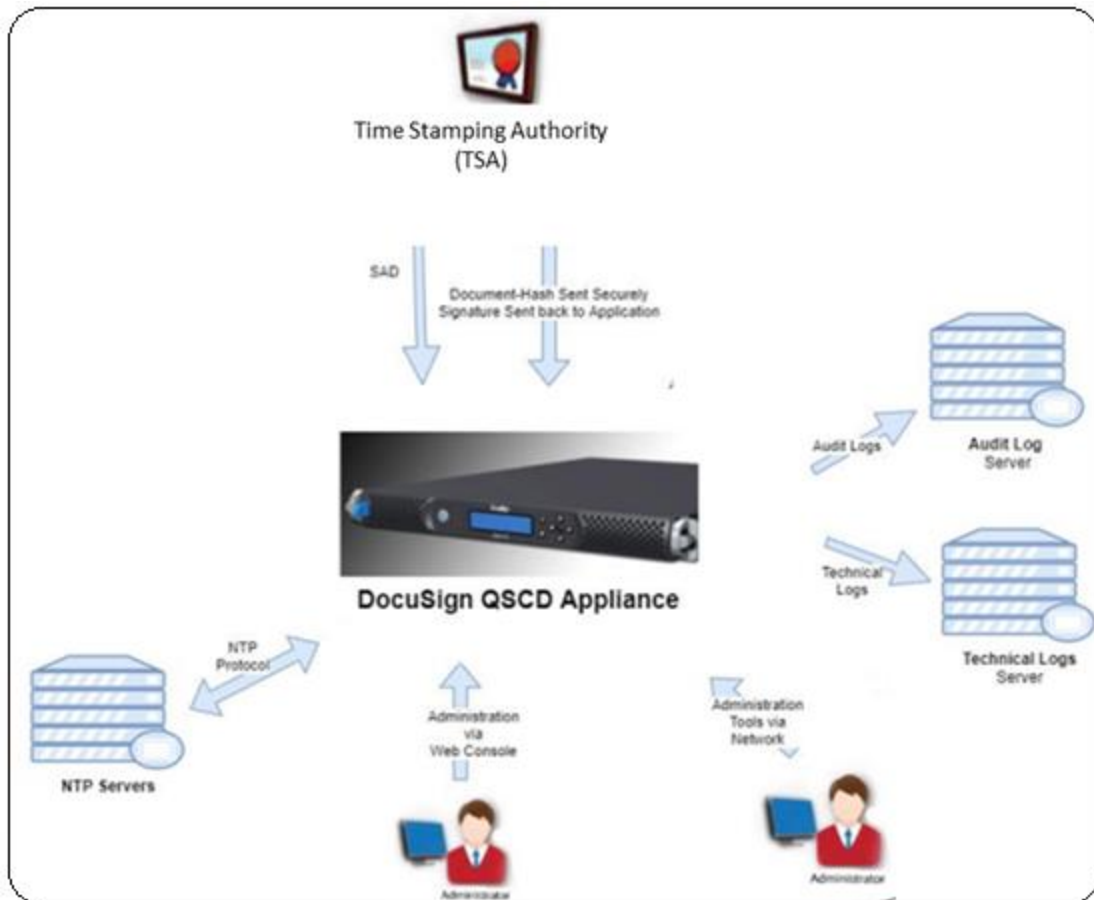 Time Stamping Authority
(TSA)
SAD
Document-Hash Sent Securely
Signature Sent back to Application
Audit Logs
Audit Log
Server
DocuSign QSCD Appliance
Technical
Logs
Technical Logs
Server
NTP
Protocol
NTP Servers
Administration
via
Web Console
Administration
Tools via
Network
Administrator
Administrator